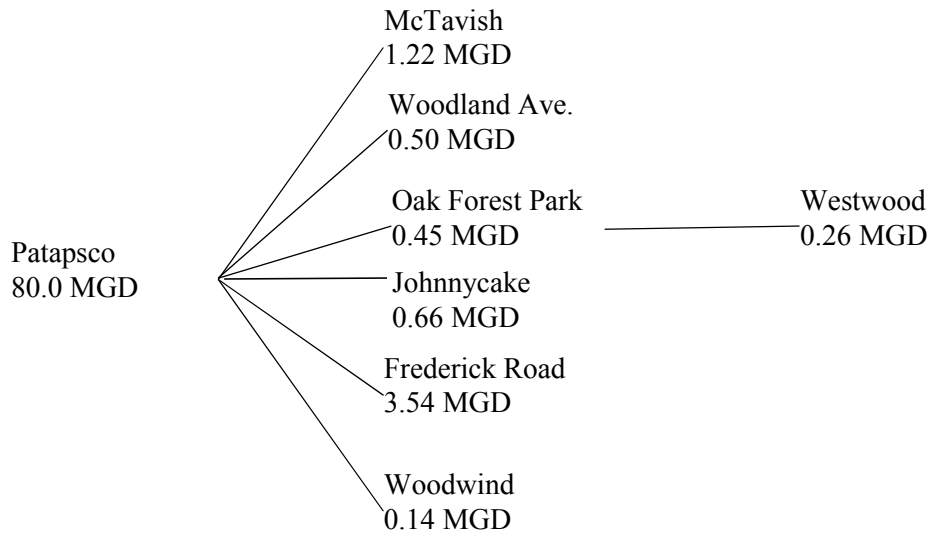 McTavish
1.22 MGD
Woodland Ave.
0.50 MGD
Oak Forest Park
0.45 MGD
Westwood
0.26 MGD
Patapsco
80.0 MGD
Johnnycake
0.66 MGD
Frederick Road
3.54 MGD
Woodwind
0.14 MGD